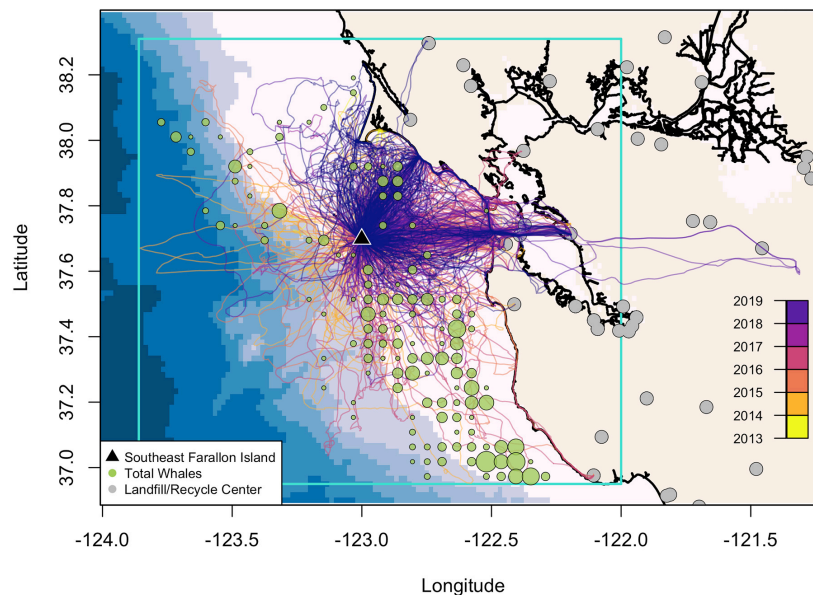 38.2
38.0
37.8
37.6
37.4
37.2
37.0
Latitude
2019
2018
2017
2016
2015
2014
2013
Southeast Farallon Island
Total Whales
Landfill/Recycle Center
-124.0 -123.5 -123.0 -122.5 -122.0 -121.5
Longitude